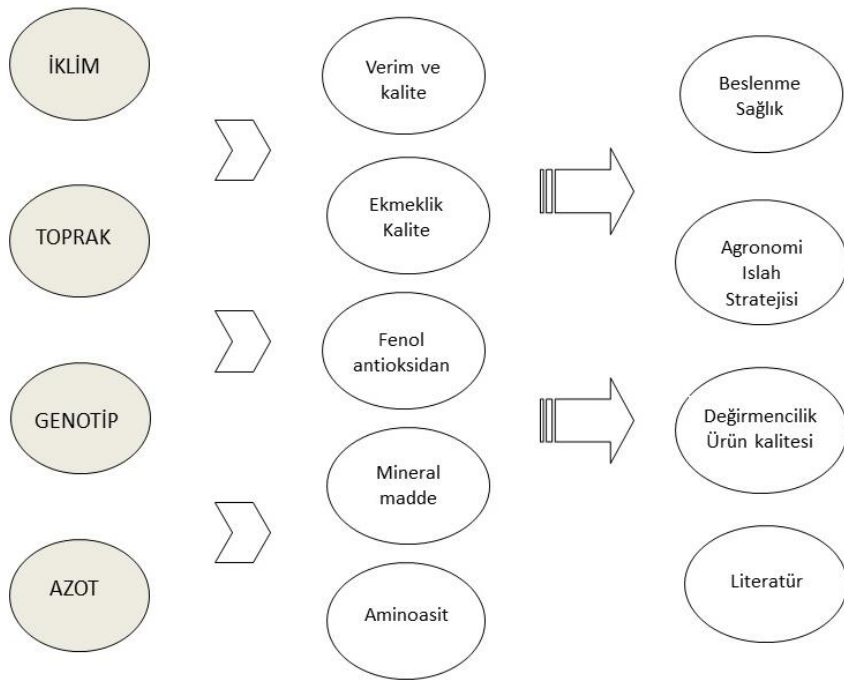 İKLİM
TOPRAK
GENOTİP
AZOT
Verim ve
kalite
Ekmeklik
Kalite
Fenol
antioksidan
Mineral
madde
Aminoasit
Beslenme
Sağlık
Agronomi
Islah
Stratejisi
Değirmencilik
Ürün kalitesi
Literatür